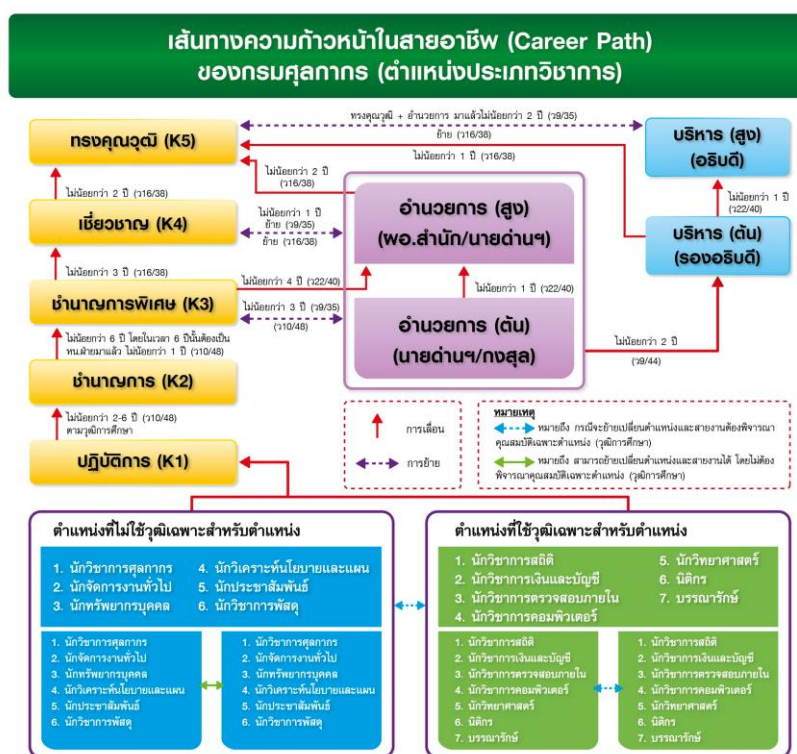 เส้นทางความก้าวหน้าในสายอาชีพ (Career Path)
ของกรมศุลกากร (ตำแหน่งประเภทวิชาการ)
ทรงคุณวุฒิ + อำนวยการ มาแล้วไม่น้อยกว่า 2 ปี (ว9/35)
ย้าย (ว16/38)
ไม่น้อยกว่า 1 ปี (ว16/38)
ทรงคุณวุฒิ (K5)
บริหาร (สูง)
(อธิบดี)
ไม่น้อยกว่า 2 ปี
(ว16/38)
ไม่น้อยกว่า 2 ปี (ว16/38)
ไม่น้อยกว่า 1 ปี
(ว22/40)
เชี่ยวชาญ (K4)
ไม่น้อยกว่า 1 ปี
ย้าย (ว9/35)
ย้าย (ว16/38)
อำนวยการ (สูง)
(ผอ.สำนัก/นายด่านฯ)
บริหาร (ต้น)
(รองอธิบดี)
ไม่น้อยกว่า 3 ปี (ว16/38)
ไม่น้อยกว่า 4 ปี (ว22/40)
ชำนาญการพิเศษ (K3)
ไม่น้อยกว่า 3 ปี (ว9/35)
(ว10/48)
ไม่น้อยกว่า 1 ปี (ว22/40)
อำนวยการ (ต้น)
(นายด่านฯ/กงสุล)
ไม่น้อยกว่า 2 ปี
(ว9/44)
ไม่น้อยกว่า 6 ปี โดยในเวลา 6 ปีนั้นต้องเป็น
หน.ฝ่ายมาแล้ว ไม่น้อยกว่า 1 ปี (ว10/48)
ชำนาญการ (K2)
ไม่น้อยกว่า 2-6 ปี (ว10/48)
ตามวุฒิการศึกษา
ปฏิบัติการ (K1)
การเลื่อน
การย้าย
หมายเหตุ
หมายถึง กรณีจะย้ายเปลี่ยนตำแหน่งและสายงานต้องพิจารณา
คุณสมบัติเฉพาะตำแหน่ง (วุฒิการศึกษา)
หมายถึง สามารถย้ายเปลี่ยนตำแหน่งและสายงานได้ โดยไม่ต้อง
พิจารณาคุณสมบัติเฉพาะตำแหน่ง (วุฒิการศึกษา)
ตำแหน่งที่ไม่ใช้วุฒิเฉพาะสำหรับตำแหน่ง
1. นักวิชาการศุลกากร
2. นักจัดการงานทั่วไป
3. นักทรัพยากรบุคคล
4. นักวิเคราะห์นโยบายและแผน
5. นักประชาสัมพันธ์
6. นักวิชาการพัสดุ
1. นักวิชาการศุลกากร
2. นักจัดการงานทั่วไป
3. นักทรัพยากรบุคคล
4. นักวิเคราะห์นโยบายและแผน
5. นักประชาสัมพันธ์
6. นักวิชาการพัสดุ
1. นักวิชาการศุลกากร
2. นักจัดการงานทั่วไป
3. นักทรัพยากรบุคคล
4. นักวิเคราะห์นโยบายและแผน
5. นักประชาสัมพันธ์
6. นักวิชาการพัสดุ
ตำแหน่งที่ใช้วุฒิเฉพาะสำหรับตำแหน่ง
1. นักวิชาการสถิติ
2. นักวิชาการเงินและบัญชี
3. นักวิชาการตรวจสอบภายใน
4. นักวิชาการคอมพิวเตอร์
5. นักวิทยาศาสตร์
6. นิติกร
7. บรรณารักษ์
1. นักวิชาการสถิติ
2. นักวิชาการเงินและบัญชี
3. นักวิชาการตรวจสอบภายใน
4. นักวิชาการคอมพิวเตอร์
5. นักวิทยาศาสตร์
6. นิติกร
7. บรรณารักษ์
1. นักวิชาการสถิติ
2. นักวิชาการเงินและบัญชี
3. นักวิชาการตรวจสอบภายใน
4. นักวิชาการคอมพิวเตอร์
5. นักวิทยาศาสตร์
6. นิติกร
7. บรรณารักษ์